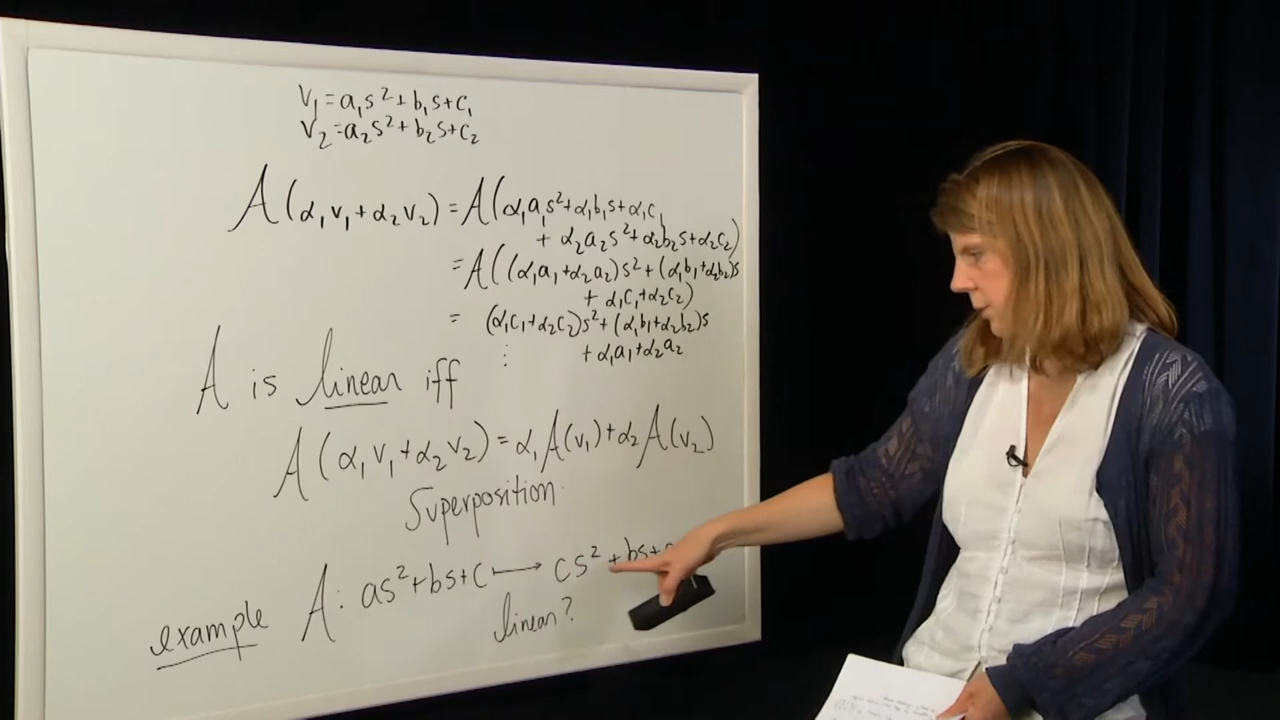 V₁=a₁s²+b₁s+c₁
V₂=a₂s²+b₂s+c₂
A(α₁v₁+α₂v₂)=A(α₁a₁s²+α₁b₁s+α₁c₁
+α₂a₂s²+α₂b₂s+α₂c₂)
=A((α₁a₁+α₂a₂)s²+(α₁b₁+α₂b₂)s
+α₁c₁+α₂c₂)
=(α₁c₁+α₂c₂)s²+(α₁b₁+α₂b₂)s
+α₁a₁+α₂a₂
⋮
A is linear iff
A(α₁v₁+α₂v₂)=α₁A(v₁)+α₂A(v₂)
Superposition
example A: as²+bs+c ⟼ cs²+bs+
linear?